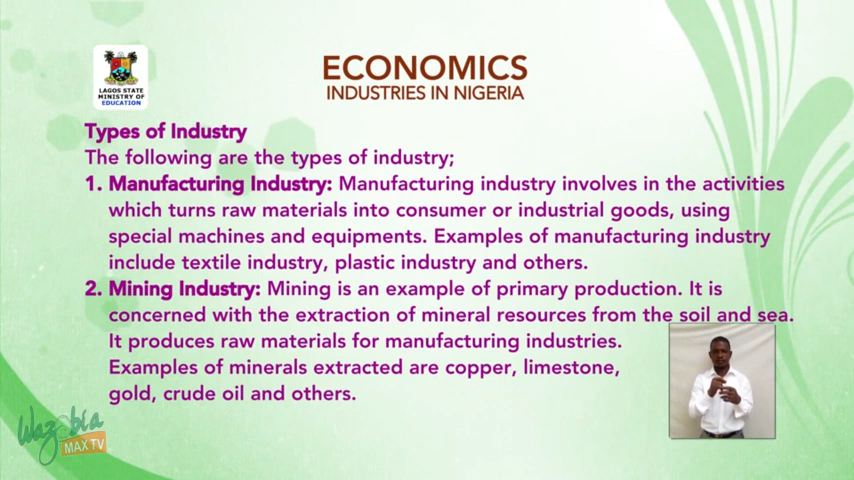 ECONOMICS
INDUSTRIES IN NIGERIA
LAGOS STATE
MINISTRY OF
EDUCATION
Types of Industry
The following are the types of industry;
1. Manufacturing Industry: Manufacturing industry involves in the activities
which turns raw materials into consumer or industrial goods, using
special machines and equipments. Examples of manufacturing industry
include textile industry, plastic industry and others.
2. Mining Industry: Mining is an example of primary production. It is
concerned with the extraction of mineral resources from the soil and sea.
It produces raw materials for manufacturing industries.
Examples of minerals extracted are copper, limestone,
gold, crude oil and others.
Wazobia
MAX TV